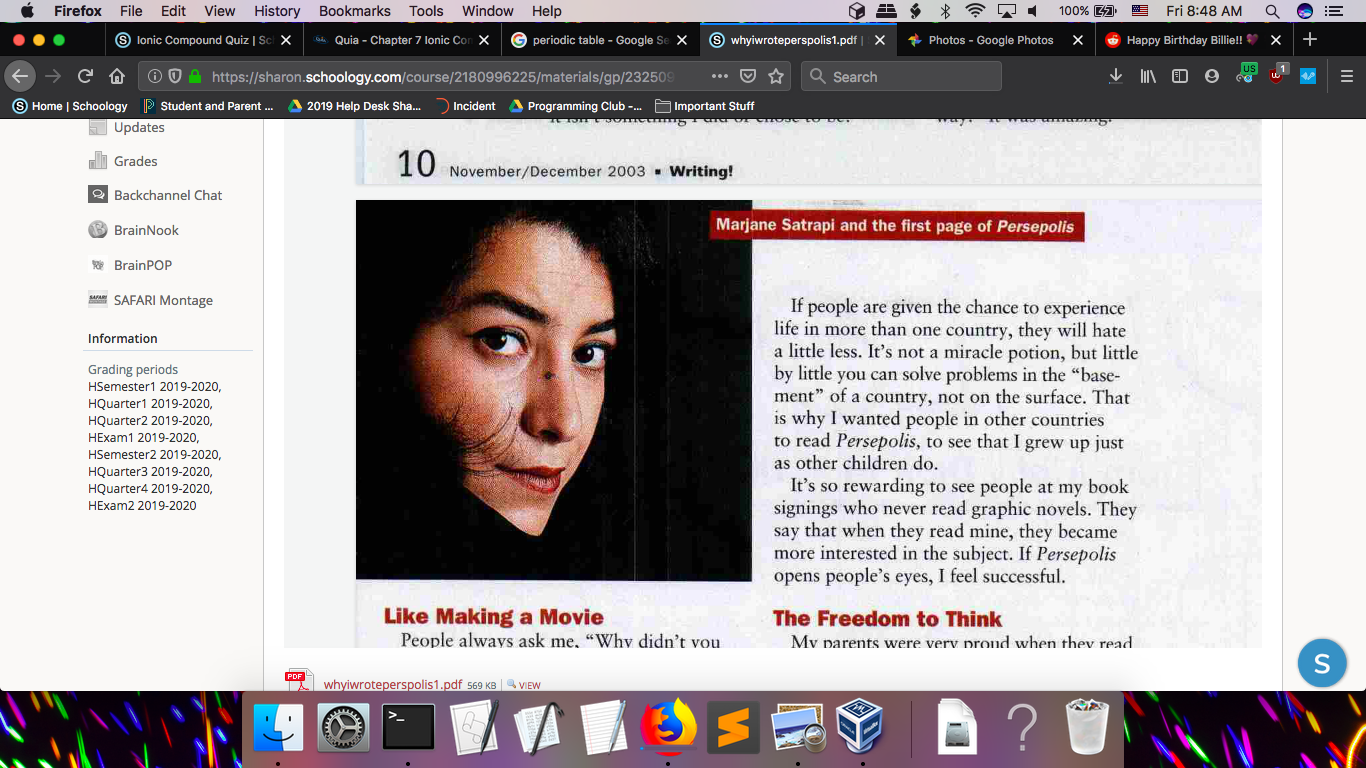 Firefox File Edit View History Bookmarks Tools Window Help 100% Fri 8:48 AM
Ionic Compound Quiz | Sc
Quia - Chapter 7 Ionic Con
periodic table - Google Se
whyiwroteperspolis1.pdf |
Photos - Google Photos
Happy Birthday Billie!!
https://sharon.schoology.com/course/2180996225/materials/gp/232509
Search
US
1
Home | Schoology
Student and Parent ...
2019 Help Desk Sha...
Incident
Programming Club -...
Important Stuff
Updates
Grades
Backchannel Chat
BrainNook
BrainPOP
SAFARI Montage
Information
Grading periods
HSemester1 2019-2020,
HQuarter1 2019-2020,
HQuarter2 2019-2020,
HExam1 2019-2020,
HSemester2 2019-2020,
HQuarter3 2019-2020,
HQuarter4 2019-2020,
HExam2 2019-2020
It isn't something I did or chose to be.
way." It was amazing.
10 November/December 2003 ▪ Writing!
Marjane Satrapi and the first page of Persepolis
If people are given the chance to experience
life in more than one country, they will hate
a little less. It's not a miracle potion, but little
by little you can solve problems in the "base-
ment" of a country, not on the surface. That
is why I wanted people in other countries
to read Persepolis, to see that I grew up just
as other children do.
It's so rewarding to see people at my book
signings who never read graphic novels. They
say that when they read mine, they became
more interested in the subject. If Persepolis
opens people's eyes, I feel successful.
Like Making a Movie
People always ask me, "Why didn't you
The Freedom to Think
My parents were very proud when they read
PDF
whyiwroteperspolis1.pdf 569 KB | VIEW
S